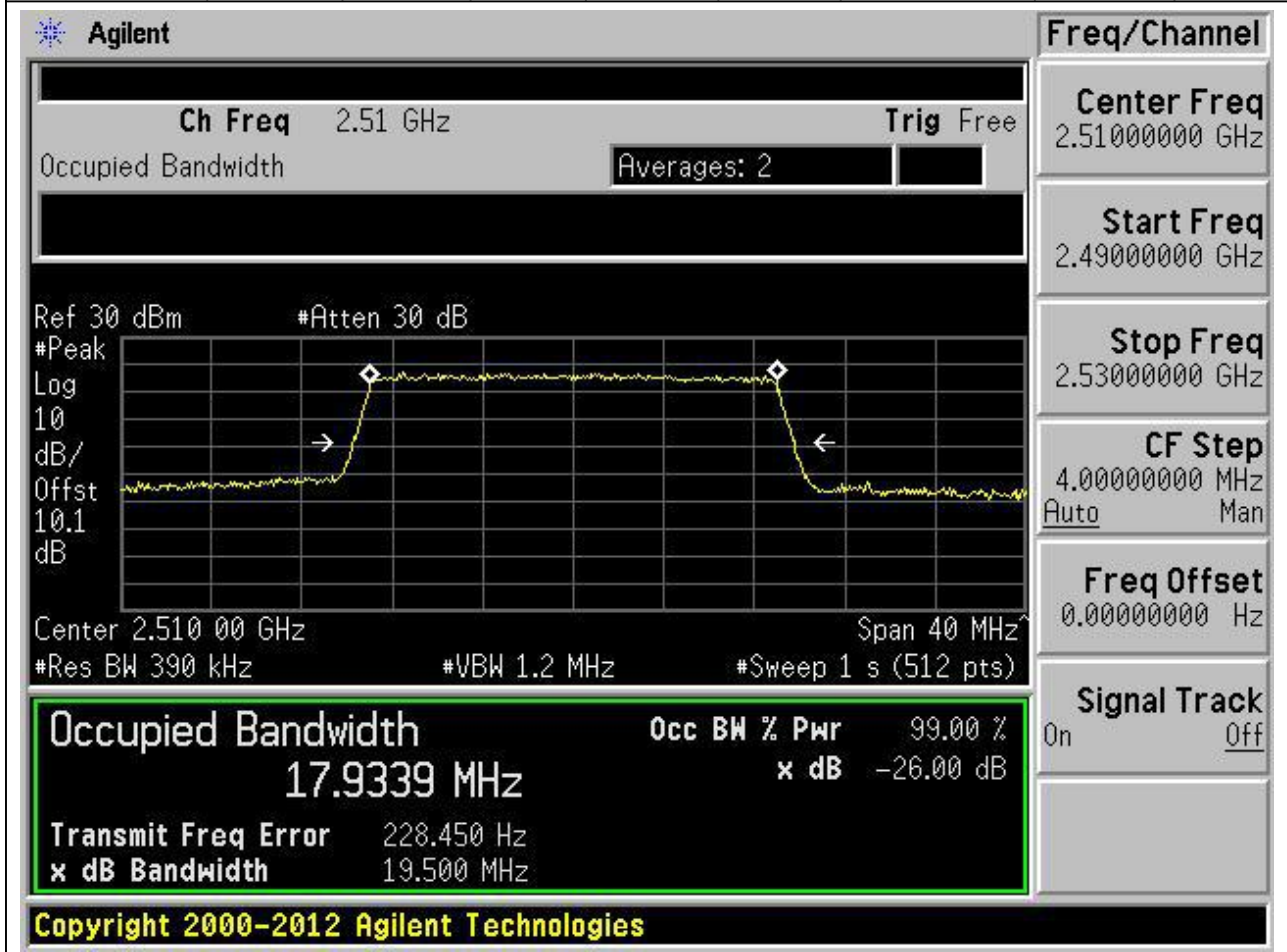 Agilent
Freq/Channel
Ch Freq 2.51 GHz Trig Free
Occupied Bandwidth Averages: 2
Center Freq
2.51000000 GHz
Start Freq
2.49000000 GHz
Stop Freq
2.53000000 GHz
CF Step
4.00000000 MHz
Auto Man
Freq Offset
0.00000000 Hz
Signal Track
On Off
Ref 30 dBm #Atten 30 dB
#Peak
Log
10
dB/
Offst
10.1
dB
Center 2.510 00 GHz Span 40 MHz^
#Res BW 390 kHz #VBW 1.2 MHz #Sweep 1 s (512 pts)
Occupied Bandwidth
17.9339 MHz
Occ BW % Pwr 99.00 %
x dB -26.00 dB
Transmit Freq Error 228.450 Hz
x dB Bandwidth 19.500 MHz
Copyright 2000-2012 Agilent Technologies